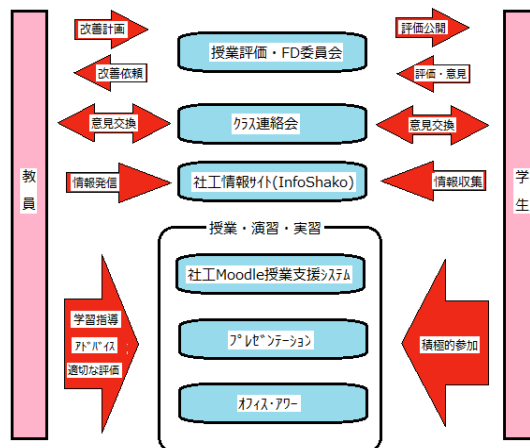 改善計画
授業評価・FD委員会
評価公開
改善依頼
評価・意見
意見交換
クラス連絡会
意見交換
教員
情報発信
社工情報サイト(InfoShako)
情報収集
学生
授業・演習・実習
社工Moodle授業支援システム
学習指導
アドバイス
適切な評価
プレゼンテーション
積極的参加
オフィス・アワー